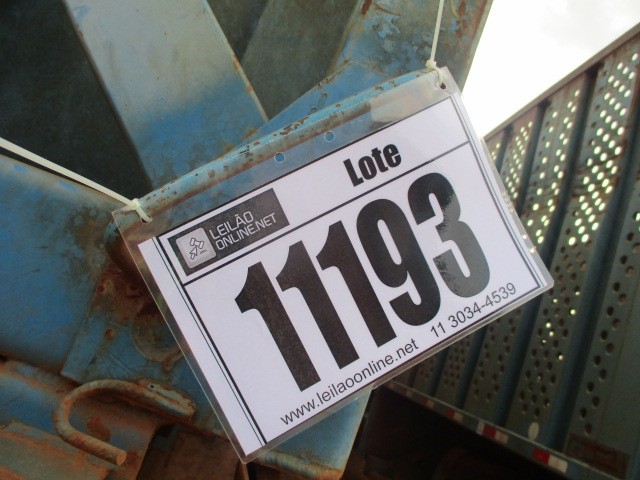 LEILÃO
ONLINE.NET
Lote
11193
www.leilaoonline.net 11 3034-4539